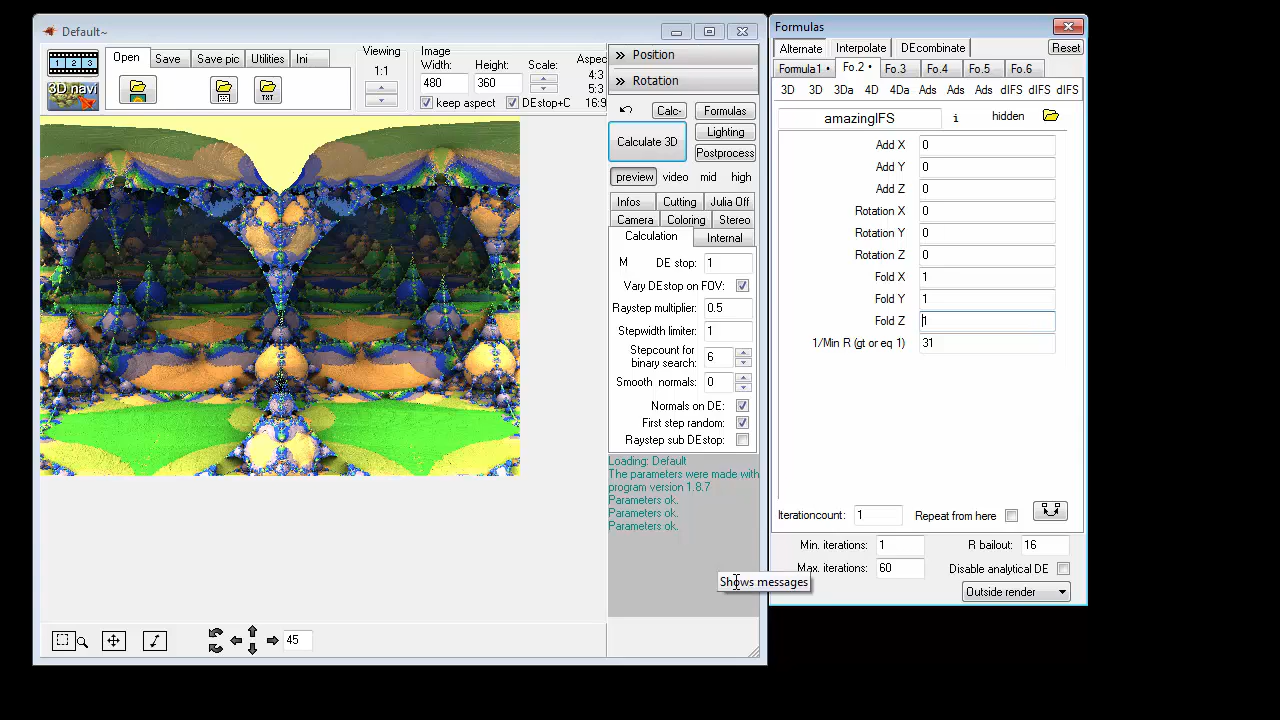 Default~
Open Save Save pic Utilities Ini
1 2 3
3D navi
TXT
Viewing
1:1
Image
Width: Height: Scale:
480 360
keep aspect DEstop+C
Aspec
4:3
5:3
16:9
Position
Rotation
Calc- Formulas
Calculate 3D Lighting
Postprocess
preview video mid high
Infos Cutting Julia Off
Camera Coloring Stereo
Calculation Internal
M DE stop: 1
Vary DEstop on FOV:
Raystep multiplier: 0.5
Stepwidth limiter: 1
Stepcount for
binary search: 6
Smooth normals: 0
Normals on DE:
First step random:
Raystep sub DEstop:
Loading: Default
The parameters were made with
program version 1.8.7
Parameters ok.
Parameters ok.
Parameters ok.
Shows messages
45
Formulas
Alternate Interpolate DEcombinate Reset
Formula1 • Fo.2 • Fo.3 Fo.4 Fo.5 Fo.6
3D 3D 3Da 4D 4Da Ads Ads Ads dIFS dIFS dIFS
amazingIFS i hidden
Add X 0
Add Y 0
Add Z 0
Rotation X 0
Rotation Y 0
Rotation Z 0
Fold X 1
Fold Y 1
Fold Z 1
1/Min R (gt or eq 1) 31
Iterationcount: 1 Repeat from here
Min. iterations: 1 R bailout: 16
Max. iterations: 60 Disable analytical DE
Outside render